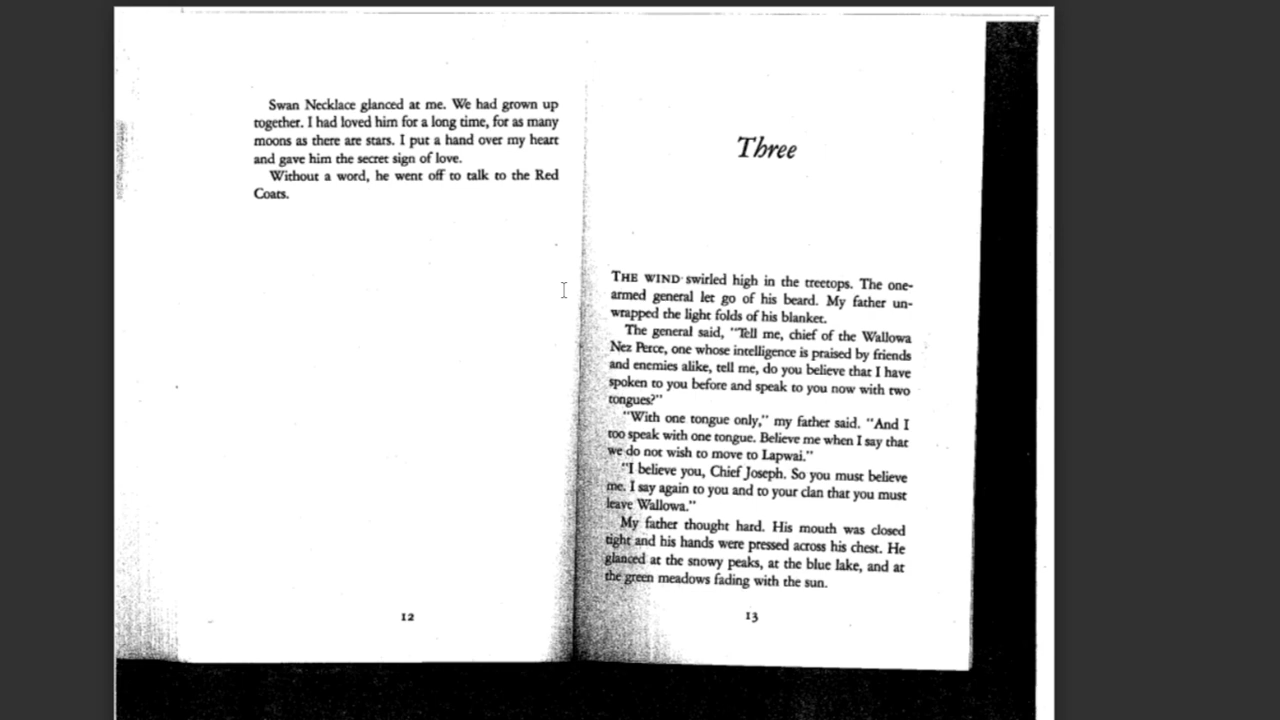 Swan Necklace glanced at me. We had grown up
together. I had loved him for a long time, for as many
moons as there are stars. I put a hand over my heart
and gave him the secret sign of love.
Without a word, he went off to talk to the Red
Coats.
12
Three
THE WIND swirled high in the treetops. The one-
armed general let go of his beard. My father un-
wrapped the light folds of his blanket.
The general said, "Tell me, chief of the Wallowa
Nez Perce, one whose intelligence is praised by friends
and enemies alike, tell me, do you believe that I have
spoken to you before and speak to you now with two
tongues?"
"With one tongue only," my father said. "And I
too speak with one tongue. Believe me when I say that
we do not wish to move to Lapwai."
"I believe you, Chief Joseph. So you must believe
me. I say again to you and to your clan that you must
leave Wallowa."
My father thought hard. His mouth was closed
tight and his hands were pressed across his chest. He
glanced at the snowy peaks, at the blue lake, and at
the green meadows fading with the sun.
13